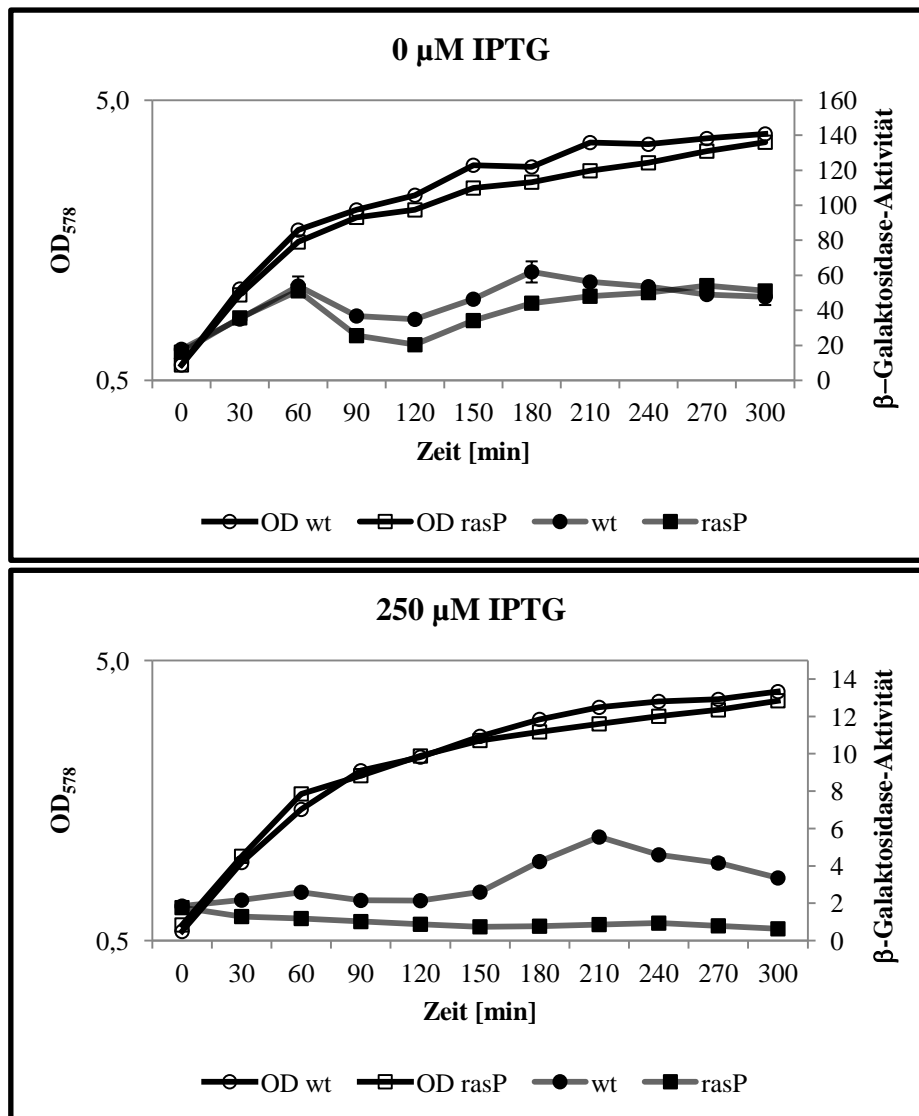 0 µM IPTG
5,0
0,5
OD578
160
140
120
100
80
60
40
20
0
β–Galaktosidase-Aktivität
0 30 60 90 120 150 180 210 240 270 300
Zeit [min]
OD wt OD rasP wt rasP
250 µM IPTG
5,0
0,5
OD578
14
12
10
8
6
4
2
0
β-Galaktosidase-Aktivität
0 30 60 90 120 150 180 210 240 270 300
Zeit [min]
OD wt OD rasP wt rasP